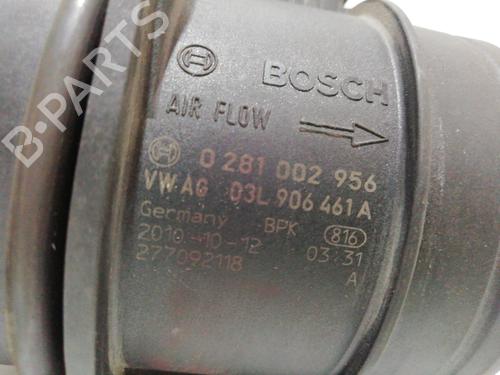 B-PARTS
BOSCH
AIR FLOW
0 281 002 956
VW AG 03L 906 461 A
Germany BPK 816
2010-10-12 03:31
277092118 A